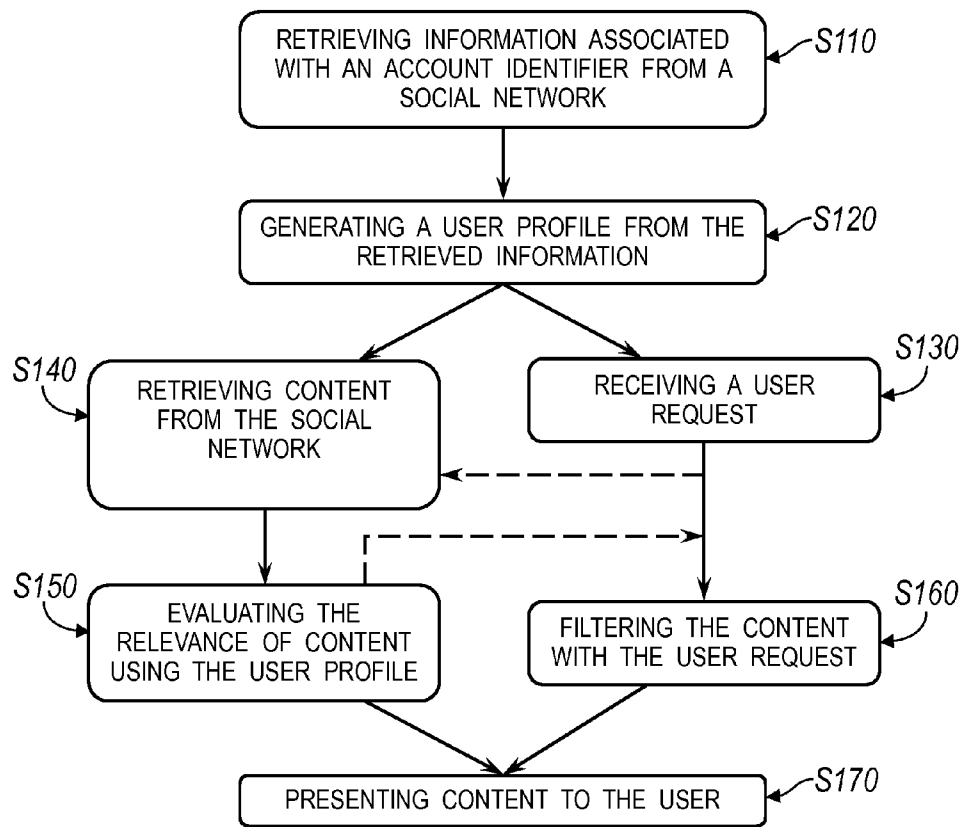 RETRIEVING INFORMATION ASSOCIATED
WITH AN ACCOUNT IDENTIFIER FROM A
SOCIAL NETWORK
S110
GENERATING A USER PROFILE FROM THE
RETRIEVED INFORMATION
S120
S140
RETRIEVING CONTENT
FROM THE SOCIAL
NETWORK
S130
RECEIVING A USER
REQUEST
S150
EVALUATING THE
RELEVANCE OF CONTENT
USING THE USER PROFILE
S160
FILTERING THE CONTENT
WITH THE USER REQUEST
PRESENTING CONTENT TO THE USER
S170